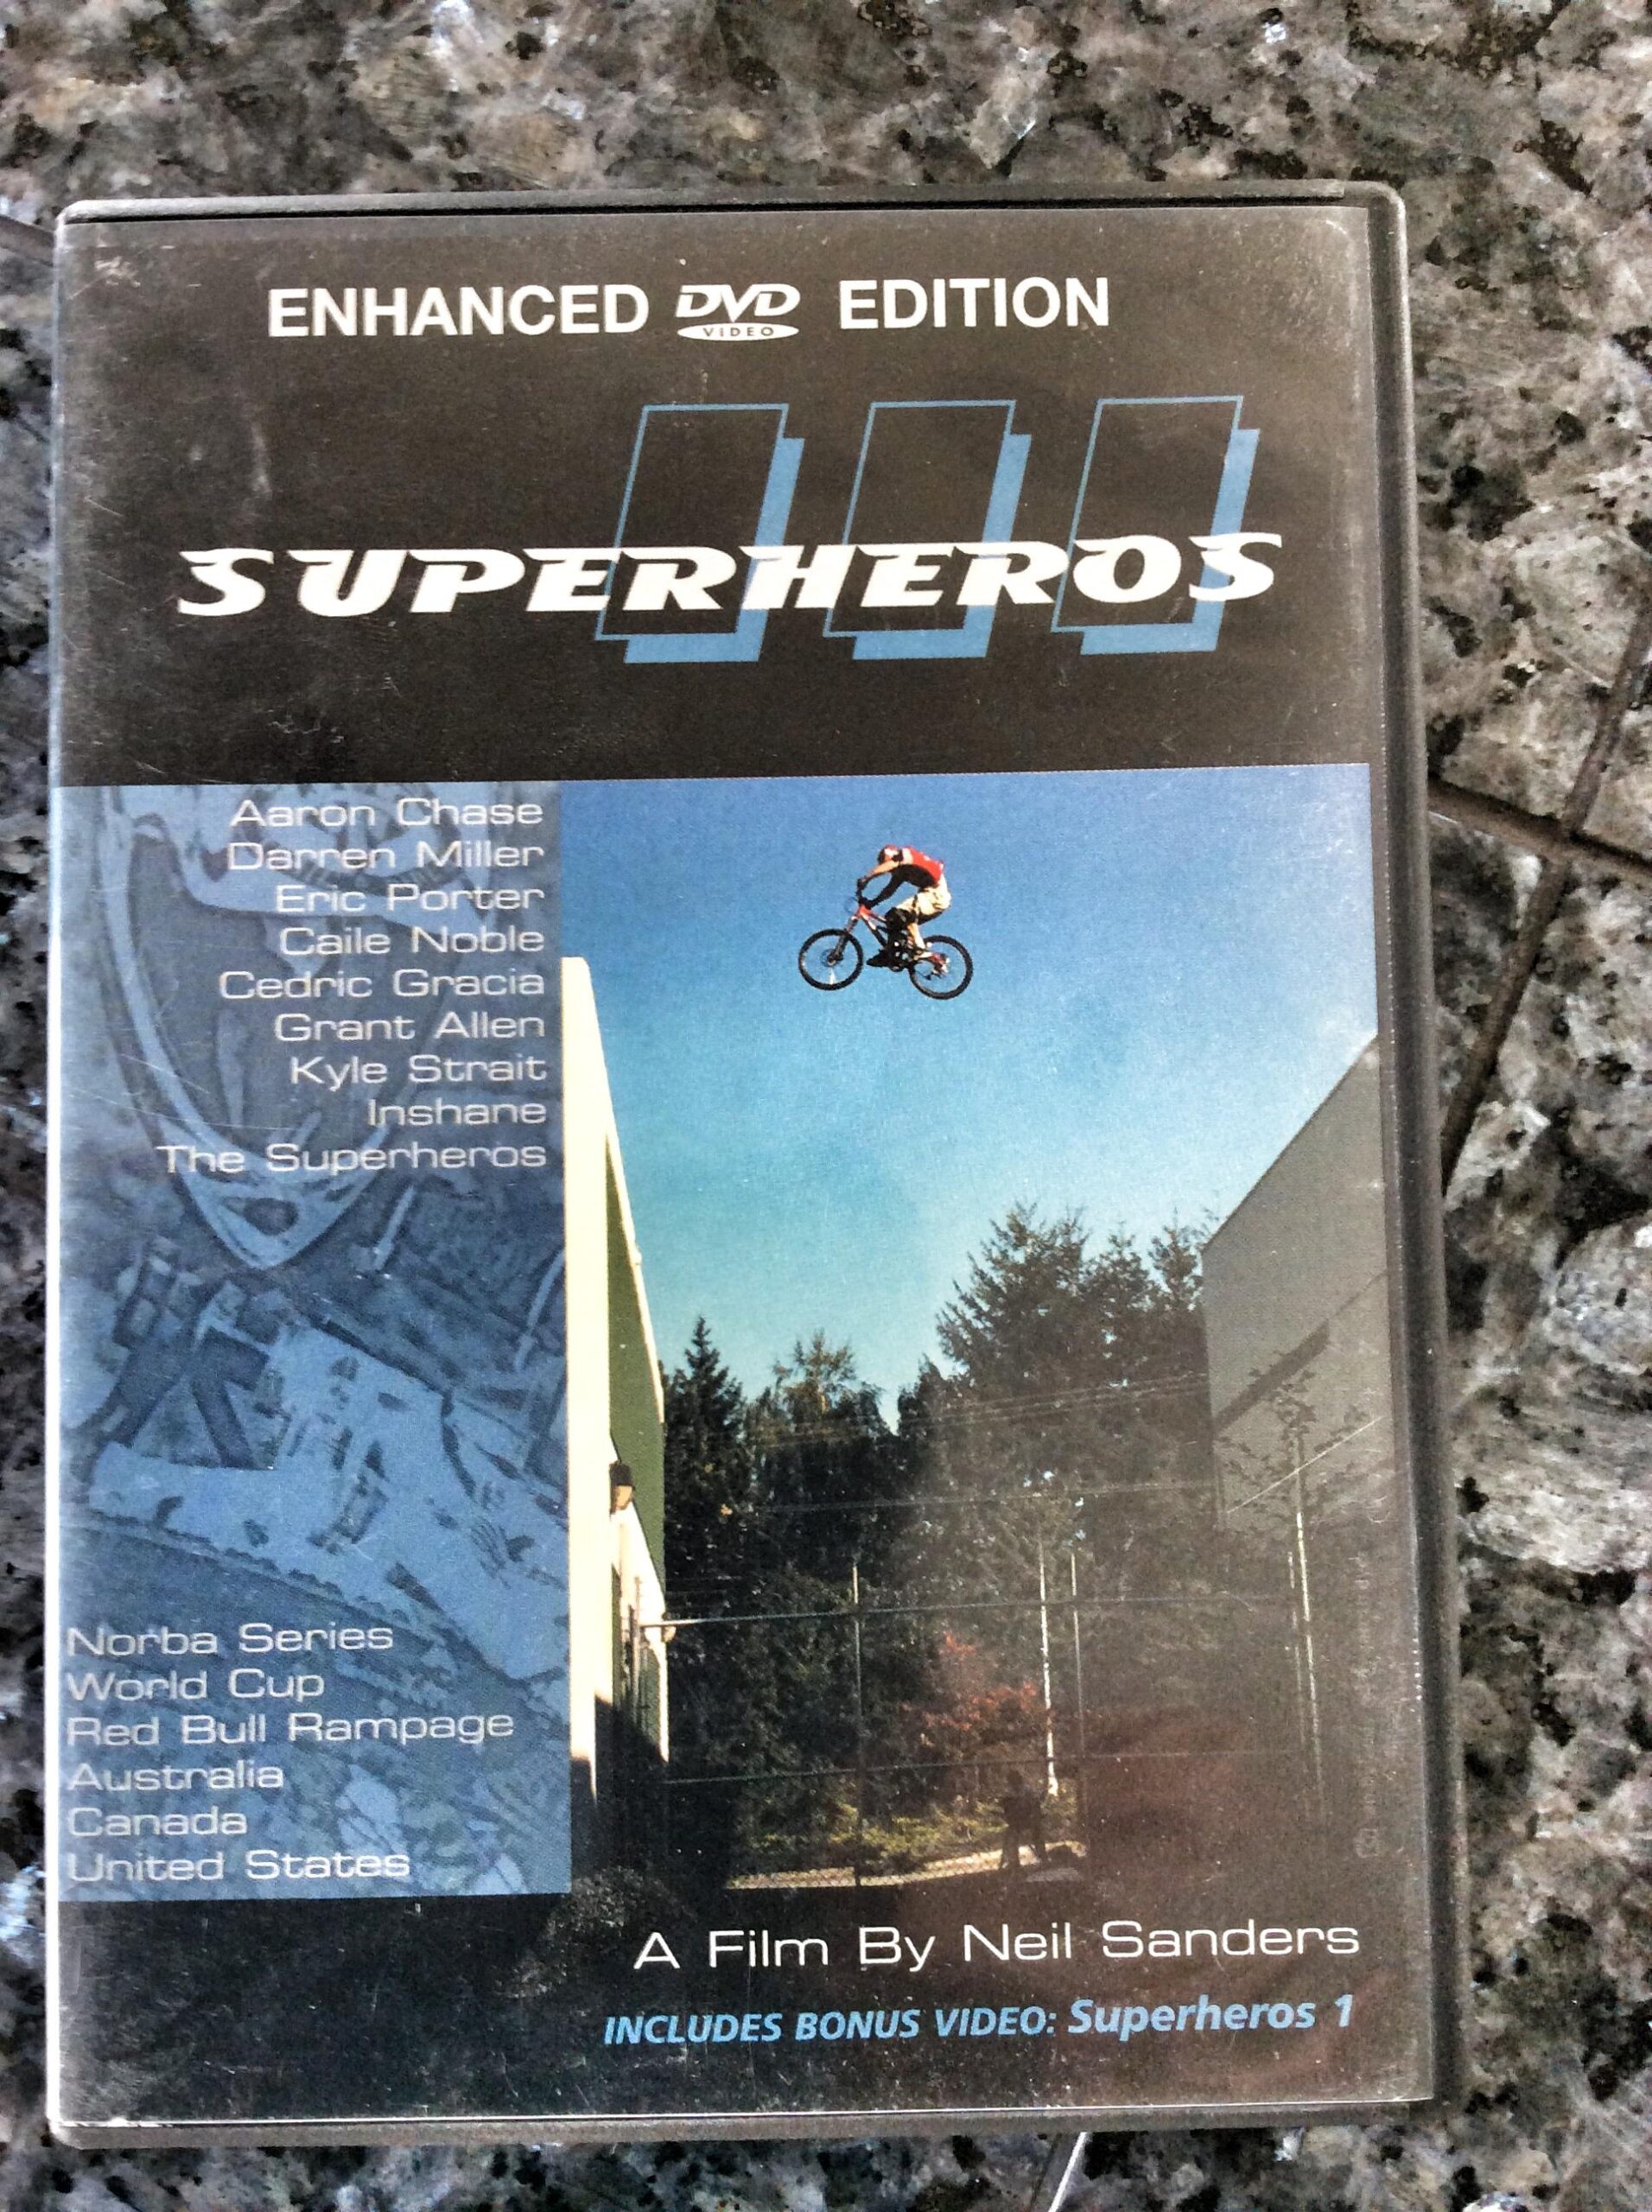 ENHANCED DVD VIDEO EDITION
SUPERHEROS
Aaron Chase
Darren Miller
Eric Porter
Caile Noble
Cedric Gracia
Grant Allen
Kyle Strait
Inshane
The Superheros
Norba Series
World Cup
Red Bull Rampage
Australia
Canada
United States
A Film By Neil Sanders
INCLUDES BONUS VIDEO: Superheros 1